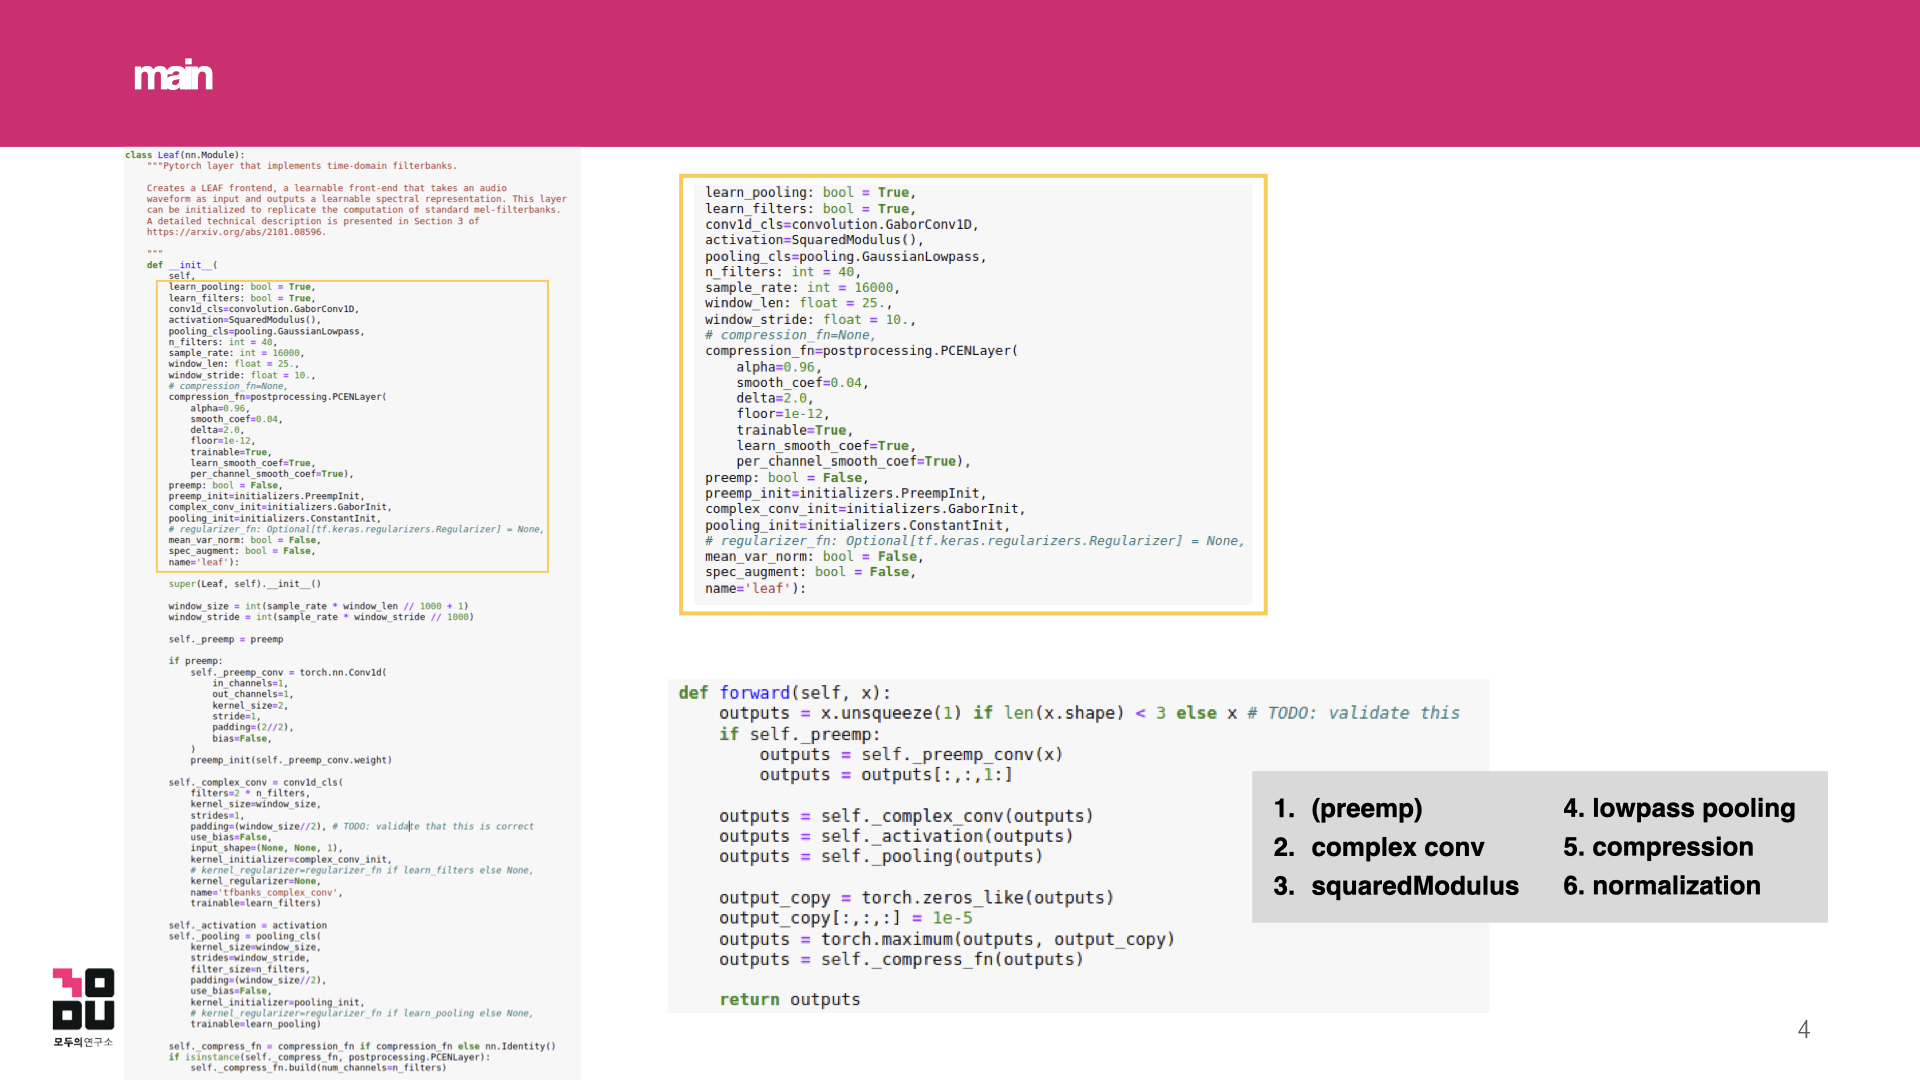 main
class Leaf(nn.Module):
"""Pytorch layer that implements time-domain filterbanks.
Creates a LEAF frontend, a learnable front-end that takes an audio
waveform as input and outputs a learnable spectral representation. This layer
can be initialized to replicate the computation of standard mel-filterbanks.
A detailed technical description is presented in Section 3 of
https://arxiv.org/abs/2101.08596.
"""
def __init__(
self,
learn_pooling: bool = True,
learn_filters: bool = True,
conv1d_cls=convolution.GaborConv1D,
activation=SquaredModulus(),
pooling_cls=pooling.GaussianLowpass,
n_filters: int = 40,
sample_rate: int = 16000,
window_len: float = 25.,
window_stride: float = 10.,
# compression_fn=None,
compression_fn=postprocessing.PCENLayer(
alpha=0.96,
smooth_coef=0.04,
delta=2.0,
floor=1e-12,
trainable=True,
learn_smooth_coef=True,
per_channel_smooth_coef=True),
preemp: bool = False,
preemp_init=initializers.PreempInit,
complex_conv_init=initializers.GaborInit,
pooling_init=initializers.ConstantInit,
# regularizer_fn: Optional[tf.keras.regularizers.Regularizer] = None,
mean_var_norm: bool = False,
spec_augment: bool = False,
name='leaf'):
super(Leaf, self).__init__()
window_size = int(sample_rate * window_len // 1000 + 1)
window_stride = int(sample_rate * window_stride // 1000)
self._preemp = preemp
if preemp:
self._preemp_conv = torch.nn.Conv1d(
in_channels=1,
out_channels=1,
kernel_size=2,
stride=1,
padding=(2//2),
bias=False,
)
preemp_init(self._preemp_conv.weight)
self._complex_conv = conv1d_cls(
filters=2 * n_filters,
kernel_size=window_size,
strides=1,
padding=(window_size//2), # TODO: validate that this is correct
use_bias=False,
input_shape=(None, None, 1),
kernel_initializer=complex_conv_init,
# kernel_regularizer=regularizer_fn if learn_filters else None,
kernel_regularizer=None,
name='tfbanks_complex_conv',
trainable=learn_filters)
self._activation = activation
self._pooling = pooling_cls(
kernel_size=window_size,
strides=window_stride,
filter_size=n_filters,
padding=(window_size//2),
use_bias=False,
kernel_initializer=pooling_init,
# kernel_regularizer=regularizer_fn if learn_pooling else None,
trainable=learn_pooling)
self._compress_fn = compression_fn if compression_fn else nn.Identity()
if isinstance(self._compress_fn, postprocessing.PCENLayer):
self._compress_fn.build(num_channels=n_filters)
learn_pooling: bool = True,
learn_filters: bool = True,
conv1d_cls=convolution.GaborConv1D,
activation=SquaredModulus(),
pooling_cls=pooling.GaussianLowpass,
n_filters: int = 40,
sample_rate: int = 16000,
window_len: float = 25.,
window_stride: float = 10.,
# compression_fn=None,
compression_fn=postprocessing.PCENLayer(
alpha=0.96,
smooth_coef=0.04,
delta=2.0,
floor=1e-12,
trainable=True,
learn_smooth_coef=True,
per_channel_smooth_coef=True),
preemp: bool = False,
preemp_init=initializers.PreempInit,
complex_conv_init=initializers.GaborInit,
pooling_init=initializers.ConstantInit,
# regularizer_fn: Optional[tf.keras.regularizers.Regularizer] = None,
mean_var_norm: bool = False,
spec_augment: bool = False,
name='leaf'):
def forward(self, x):
outputs = x.unsqueeze(1) if len(x.shape) < 3 else x # TODO: validate this
if self._preemp:
outputs = self._preemp_conv(x)
outputs = outputs[:,:,1:]
outputs = self._complex_conv(outputs)
outputs = self._activation(outputs)
outputs = self._pooling(outputs)
output_copy = torch.zeros_like(outputs)
output_copy[:,:,:] = 1e-5
outputs = torch.maximum(outputs, output_copy)
outputs = self._compress_fn(outputs)
return outputs
1. (preemp)
2. complex conv
3. squaredModulus
4. lowpass pooling
5. compression
6. normalization
모두의연구소
4